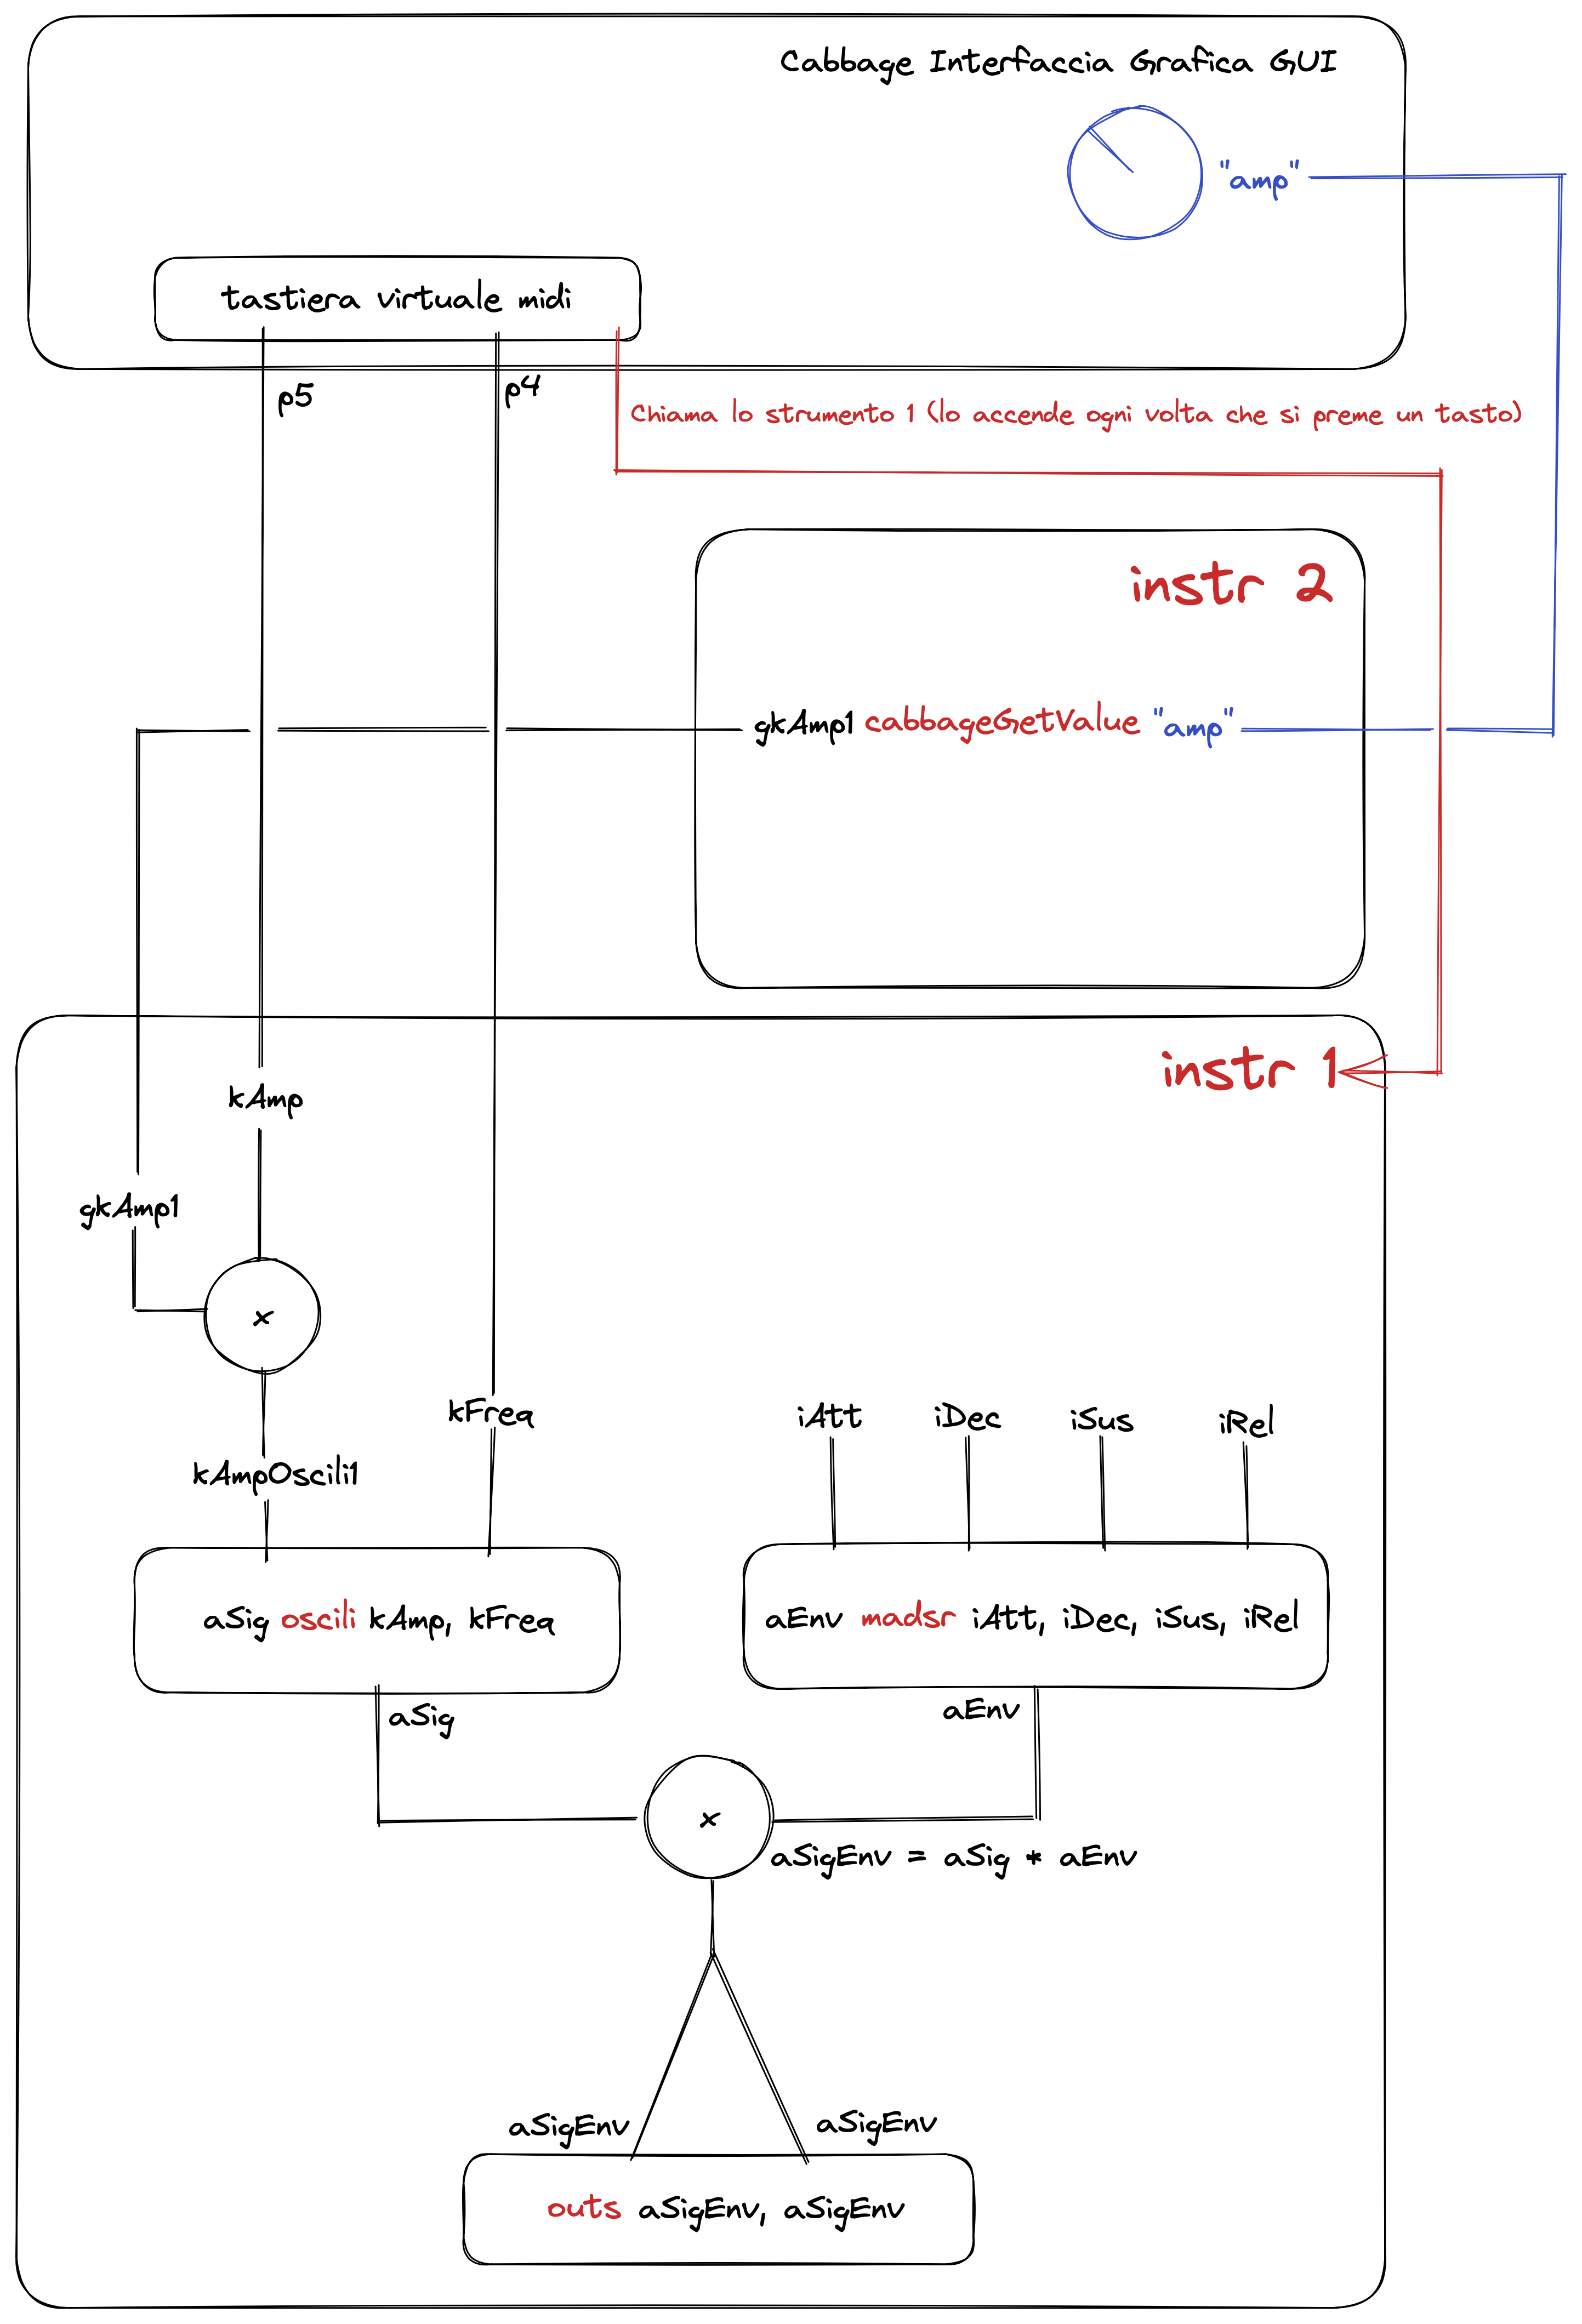 Cabbage Interfaccia Grafica GUI
"amp"
tastiera virtuale midi
p5
p4
Chiama lo strumento 1 (lo accende ogni volta che si preme un tasto)
instr 2
gkAmp1 cabbageGetValue "amp"
instr 1
kAmp
gkAmp1
x
kFreq
iAtt
iDec
iSus
iRel
kAmpOscili1
aSig oscili kAmp, kFreq
aEnv madsr iAtt, iDec, iSus, iRel
aSig
aEnv
x
aSigEnv = aSig * aEnv
aSigEnv
aSigEnv
outs aSigEnv, aSigEnv